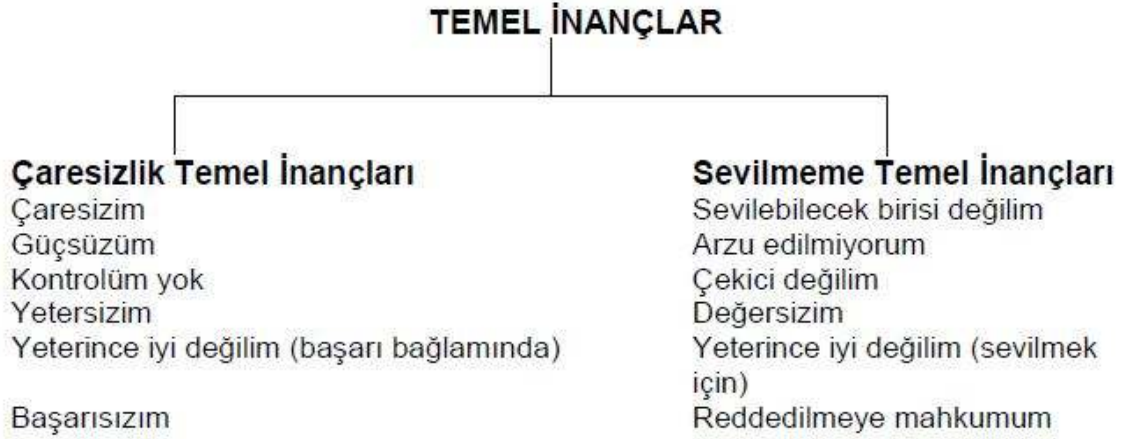 TEMEL İNANÇLAR
Çaresizlik Temel İnançları
Çaresizim
Güçsüzüm
Kontrolüm yok
Yetersizim
Yeterince iyi değilim (başarı bağlamında)
Başarısızım
Sevilmeme Temel İnançları
Sevilebilecek birisi değilim
Arzu edilmiyorum
Çekici değilim
Değersizim
Yeterince iyi değilim (sevilmek
için)
Reddedilmeye mahkumum